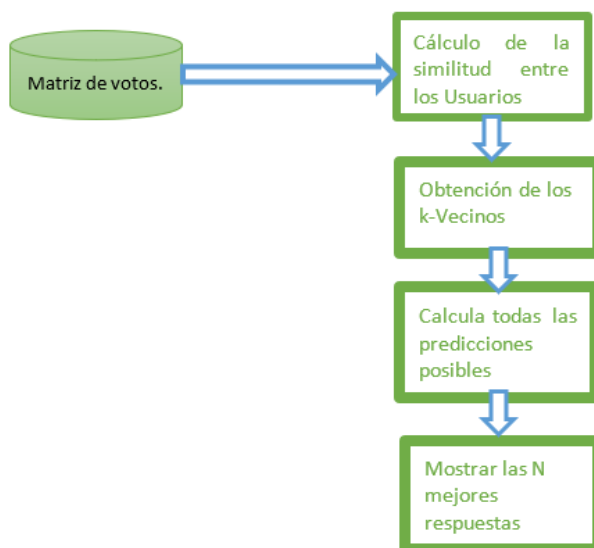 Matriz de votos.
Cálculo de la
similitud entre
los Usuarios
Obtención de los
k-Vecinos
Calcula todas las
predicciones
posibles
Mostrar las N
mejores
respuestas